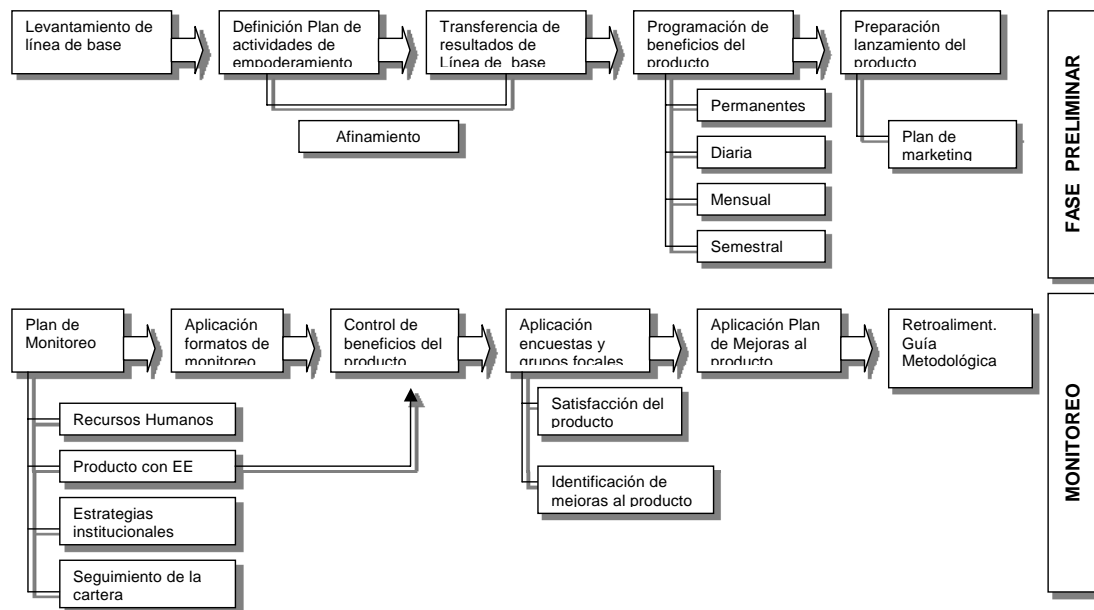 Levantamiento de
línea de base
Definición Plan de
actividades de
empoderamiento
Transferencia de
resultados de
Línea de base
Programación de
beneficios del
producto
Preparación
lanzamiento del
producto
Afinamiento
Permanentes
Diaria
Mensual
Semestral
Plan de
marketing
FASE PRELIMINAR
Plan de
Monitoreo
Aplicación
formatos de
monitoreo
Control de
beneficios del
producto
Aplicación
encuestas y
grupos focales
Aplicación Plan
de Mejoras al
producto
Retroaliment.
Guía
Metodológica
Recursos Humanos
Producto con EE
Estrategias
institucionales
Seguimiento de la
cartera
Satisfacción del
producto
Identificación de
mejoras al producto
MONITOREO